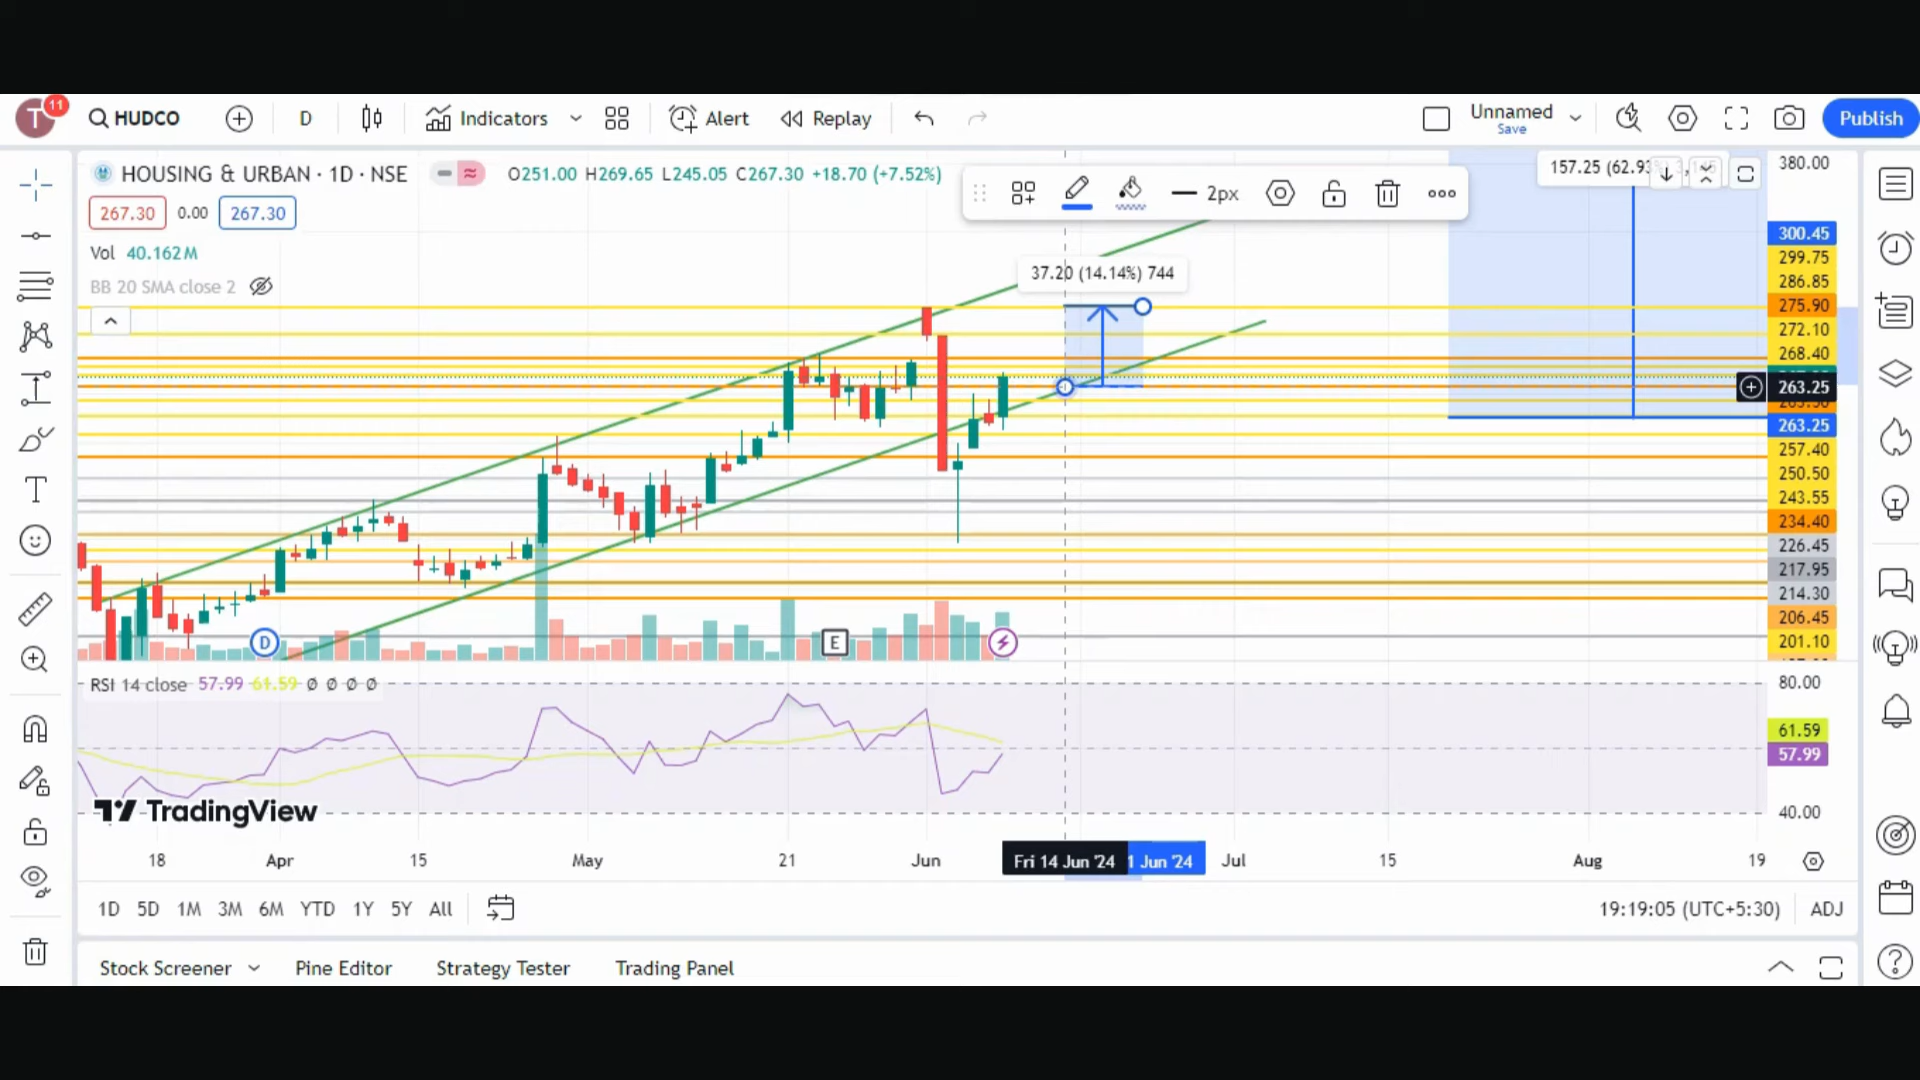 T 11 HUDCO D Indicators Alert Replay Unnamed Save Publish
HOUSING & URBAN · 1D · NSE O251.00 H269.65 L245.05 C267.30 +18.70 (+7.52%)
2px
267.30 0.00 267.30
Vol 40.162M
BB 20 SMA close 2
37.20 (14.14%) 744
380.00
300.45
299.75
286.85
275.90
272.10
268.40
263.25
263.25
257.40
250.50
243.55
234.40
226.45
217.95
214.30
206.45
201.10
D E
RSI 14 close 57.99 61.59 Ø Ø Ø Ø
80.00
61.59
57.99
40.00
TradingView
18 Apr 15 May 21 Jun Fri 14 Jun '24 1 Jun '24 Jul 15 Aug 19
1D 5D 1M 3M 6M YTD 1Y 5Y All 19:19:05 (UTC+5:30) ADJ
Stock Screener Pine Editor Strategy Tester Trading Panel